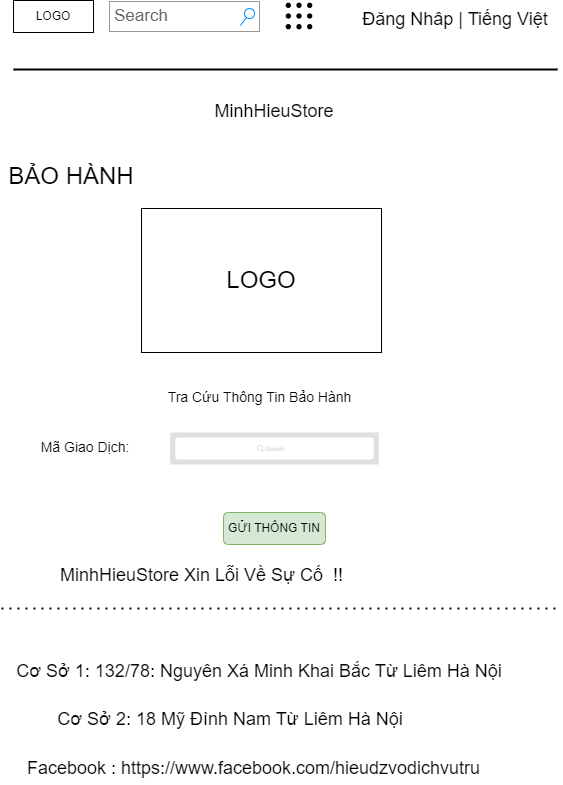 LOGO Search Đăng Nhập | Tiếng Việt
MinhHieuStore
BẢO HÀNH
LOGO
Tra Cứu Thông Tin Bảo Hành
Mã Giao Dịch: Search
GỬI THÔNG TIN
MinhHieuStore Xin Lỗi Về Sự Cố !!
Cơ Sở 1: 132/78: Nguyên Xá Minh Khai Bắc Từ Liêm Hà Nội
Cơ Sở 2: 18 Mỹ Đình Nam Từ Liêm Hà Nội
Facebook : https://www.facebook.com/hieudzvodichvutru